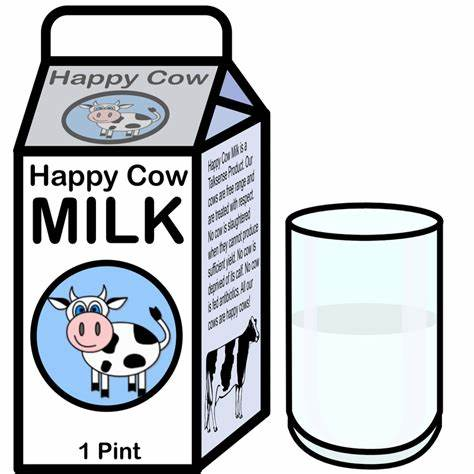 Happy Cow
Happy Cow
MILK
1 Pint
Happy Cow Milk is a
Talksense Product. Our
cows are free range and
are treated with respect.
No cow is slaughtered
when they cannot produce
sufficient yield. No cow is
deprived of its calf. No cow
is fed antibiotics. All our
cows are happy cows!